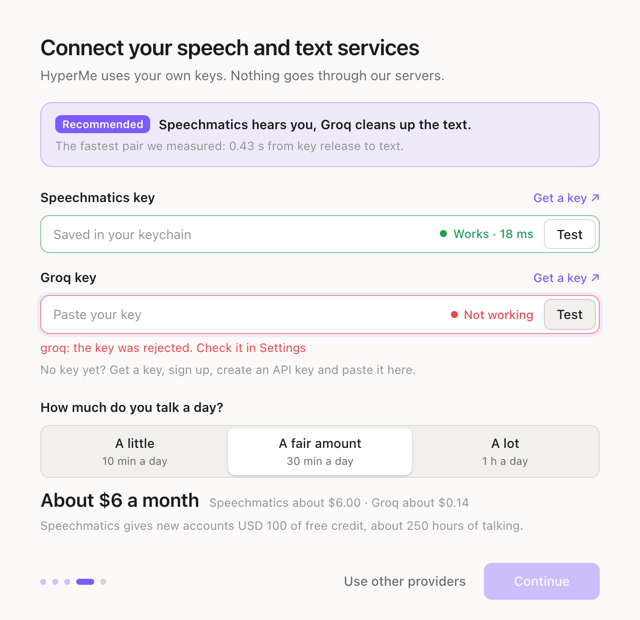 Connect your speech and text services
HyperMe uses your own keys. Nothing goes through our servers.
Recommended Speechmatics hears you, Groq cleans up the text.
The fastest pair we measured: 0.43 s from key release to text.
Speechmatics key Get a key ↗
Saved in your keychain Works · 18 ms Test
Groq key Get a key ↗
Paste your key Not working Test
groq: the key was rejected. Check it in Settings
No key yet? Get a key, sign up, create an API key and paste it here.
How much do you talk a day?
A little A fair amount A lot
10 min a day 30 min a day 1 h a day
About $6 a month Speechmatics about $6.00 · Groq about $0.14
Speechmatics gives new accounts USD 100 of free credit, about 250 hours of talking.
Use other providers Continue